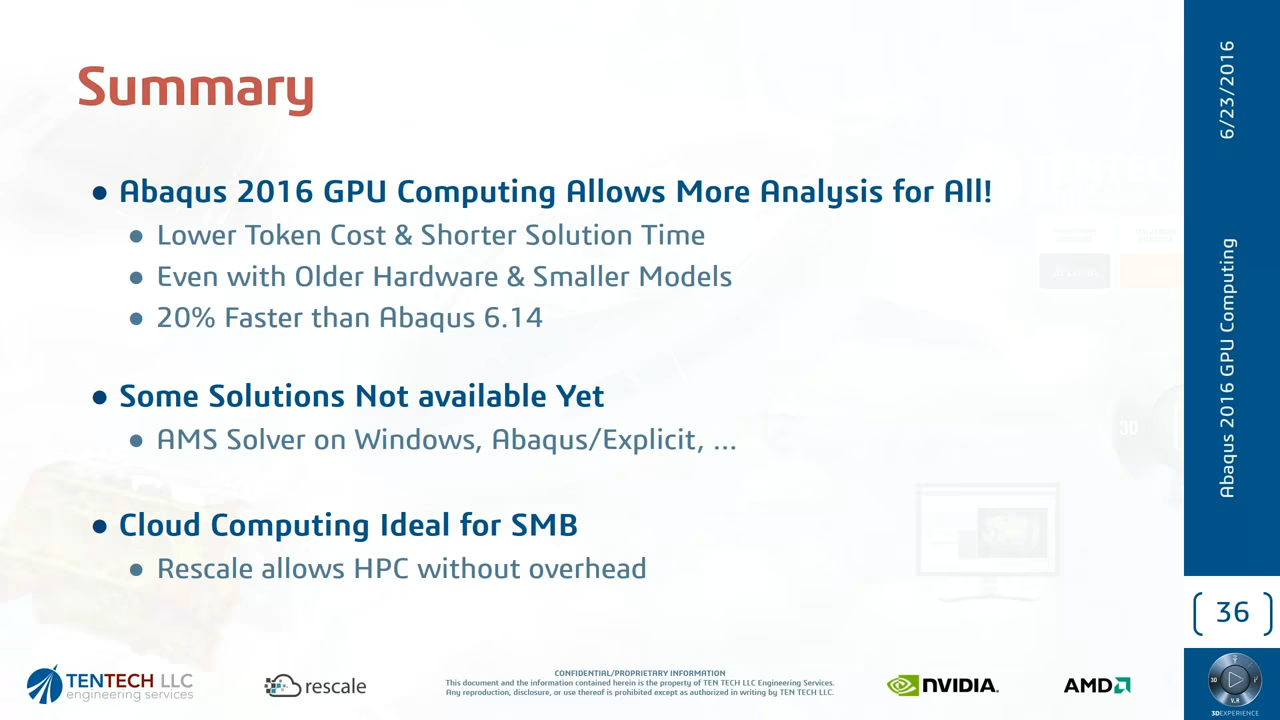 Summary
● Abaqus 2016 GPU Computing Allows More Analysis for All!
● Lower Token Cost & Shorter Solution Time
● Even with Older Hardware & Smaller Models
● 20% Faster than Abaqus 6.14
● Some Solutions Not available Yet
● AMS Solver on Windows, Abaqus/Explicit, ...
● Cloud Computing Ideal for SMB
● Rescale allows HPC without overhead
6/23/2016
Abaqus 2016 GPU Computing
36
TENTECH LLC
engineering services
rescale
CONFIDENTIAL/PROPRIETARY INFORMATION
This document and the information contained herein is the property of TEN TECH LLC Engineering Services.
Any reproduction, disclosure, or use thereof is prohibited except as authorized in writing by TEN TECH LLC.
NVIDIA.
AMD
3D
V.R
3DEXPERIENCE